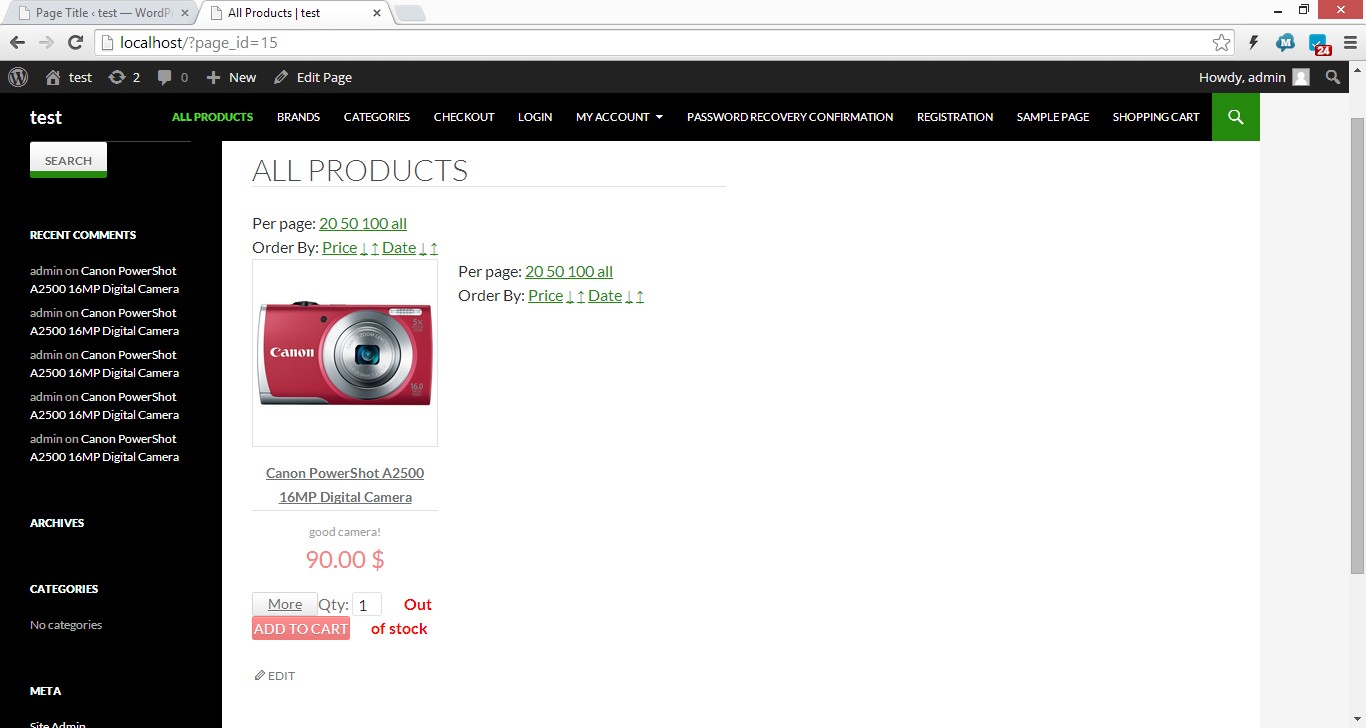 Page Title ‹ test — WordPr
All Products | test
localhost/?page_id=15
24
test 2 0 New Edit Page Howdy, admin
test ALL PRODUCTS BRANDS CATEGORIES CHECKOUT LOGIN MY ACCOUNT PASSWORD RECOVERY CONFIRMATION REGISTRATION SAMPLE PAGE SHOPPING CART
SEARCH
RECENT COMMENTS
admin on Canon PowerShot
A2500 16MP Digital Camera
admin on Canon PowerShot
A2500 16MP Digital Camera
admin on Canon PowerShot
A2500 16MP Digital Camera
admin on Canon PowerShot
A2500 16MP Digital Camera
admin on Canon PowerShot
A2500 16MP Digital Camera
ARCHIVES
CATEGORIES
No categories
META
Site Admin
ALL PRODUCTS
Per page: 20 50 100 all
Order By: Price ↓ ↑ Date ↓ ↑
Canon
5X
16.0
Canon PowerShot A2500
16MP Digital Camera
good camera!
90.00 $
More Qty: 1 Out
ADD TO CART of stock
EDIT
Per page: 20 50 100 all
Order By: Price ↓ ↑ Date ↓ ↑